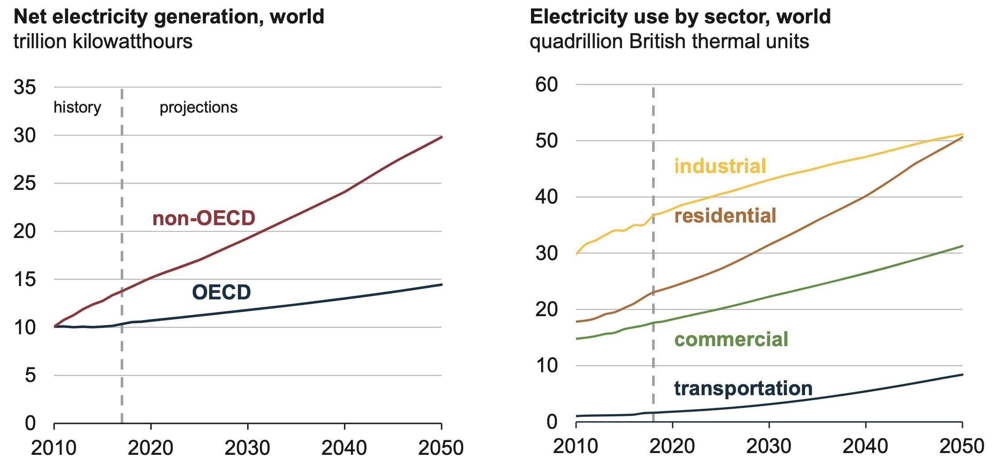 Net electricity generation, world
trillion kilowatthours
35
history
projections
30
25
non-OECD
20
15
OECD
10
5
0
2010 2020 2030 2040 2050
Electricity use by sector, world
quadrillion British thermal units
60
50
industrial
40
residential
30
20
commercial
10
transportation
0
2010 2020 2030 2040 2050